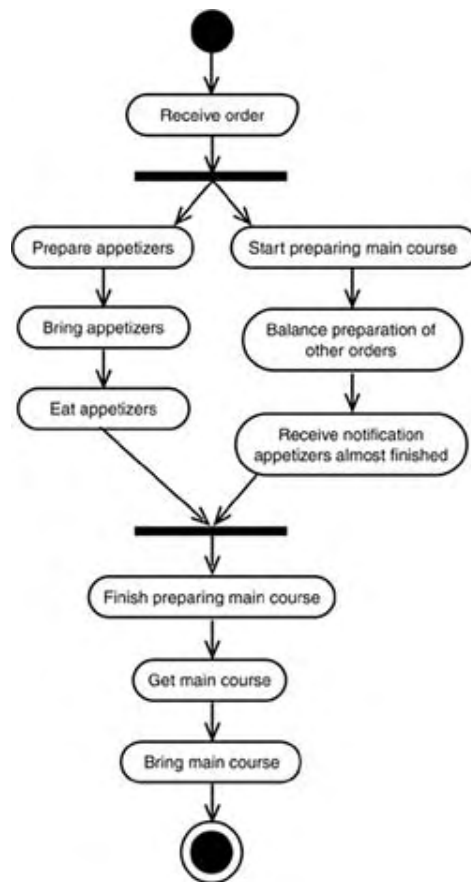 Receive order
Prepare appetizers
Start preparing main course
Bring appetizers
Balance preparation of
other orders
Eat appetizers
Receive notification
appetizers almost finished
Finish preparing main course
Get main course
Bring main course